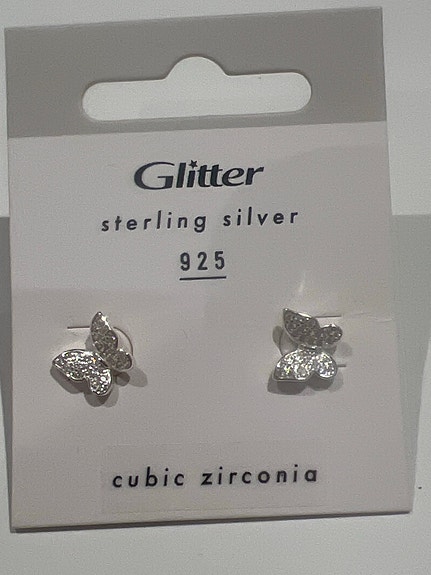 Glitter
sterling silver
925
cubic zirconia